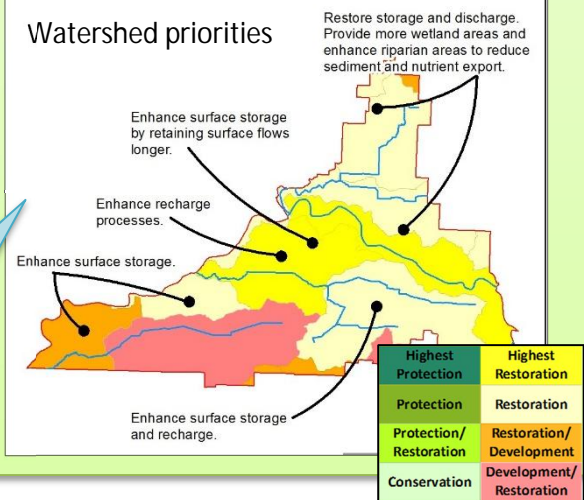 Watershed priorities
Restore storage and discharge.
Provide more wetland areas and
enhance riparian areas to reduce
sediment and nutrient export.
Enhance surface storage
by retaining surface flows
longer.
Enhance recharge
processes.
Enhance surface storage.
Enhance surface storage
and recharge.
Highest
Protection
Highest
Restoration
Protection
Restoration
Protection/
Restoration
Restoration/
Development
Conservation
Development/
Restoration